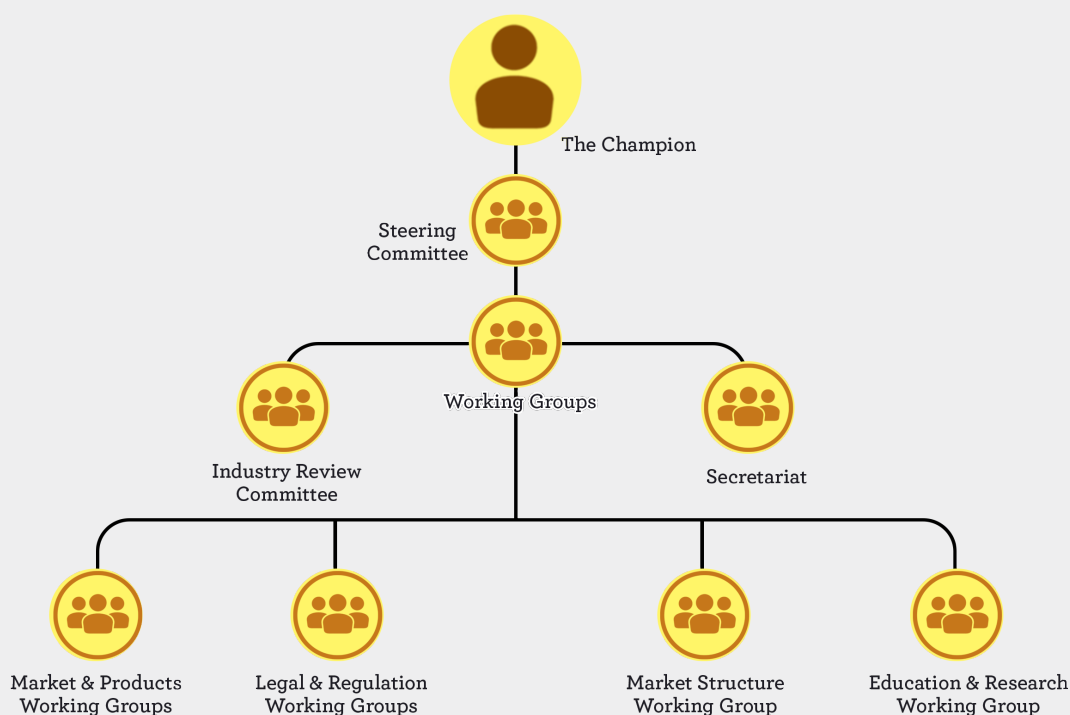 The Champion
Steering
Committee
Working Groups
Industry Review
Committee
Secretariat
Market & Products
Working Groups
Legal & Regulation
Working Groups
Market Structure
Working Group
Education & Research
Working Group